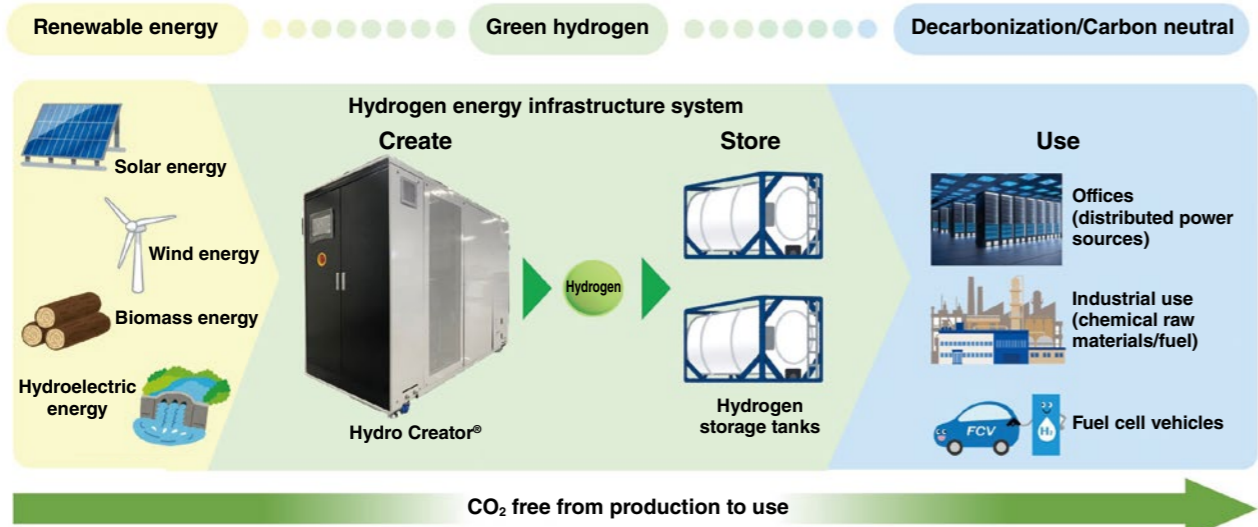 Renewable energy
Green hydrogen
Decarbonization/Carbon neutral
Hydrogen energy infrastructure system
Create
Store
Use
Solar energy
Wind energy
Biomass energy
Hydroelectric
energy
Hydro Creator®
Hydrogen
Hydrogen
storage tanks
Offices
(distributed power
sources)
Industrial use
(chemical raw
materials/fuel)
FCV
H₂
Fuel cell vehicles
CO₂ free from production to use